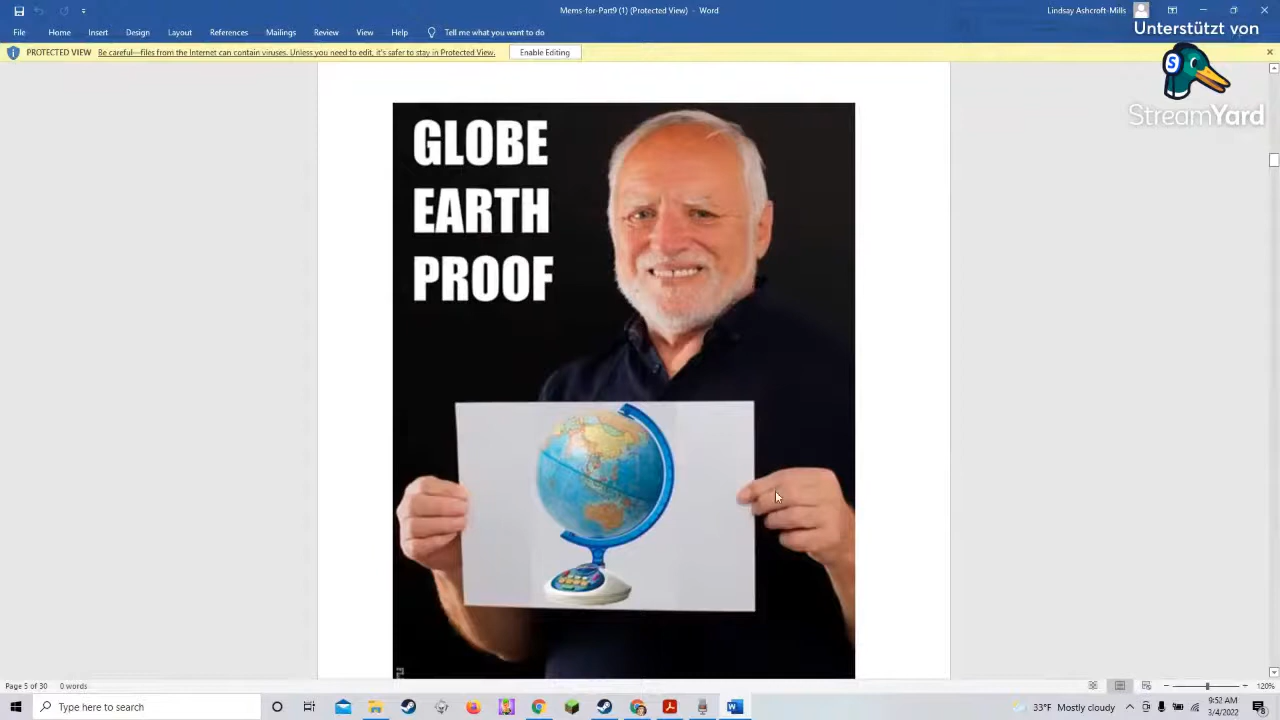 Mems-for-Part9 (1) (Protected View) – Word
Lindsay Ashcroft-Mills
File Home Insert Design Layout References Mailings Review View Help Tell me what you want to do
Unterstützt von
PROTECTED VIEW Be careful—files from the Internet can contain viruses. Unless you need to edit, it's safer to stay in Protected View. Enable Editing
S
StreamYard
GLOBE
EARTH
PROOF
Page 5 of 30 0 words
120%
Type here to search
33°F Mostly cloudy
9:52 AM
3/4/2022